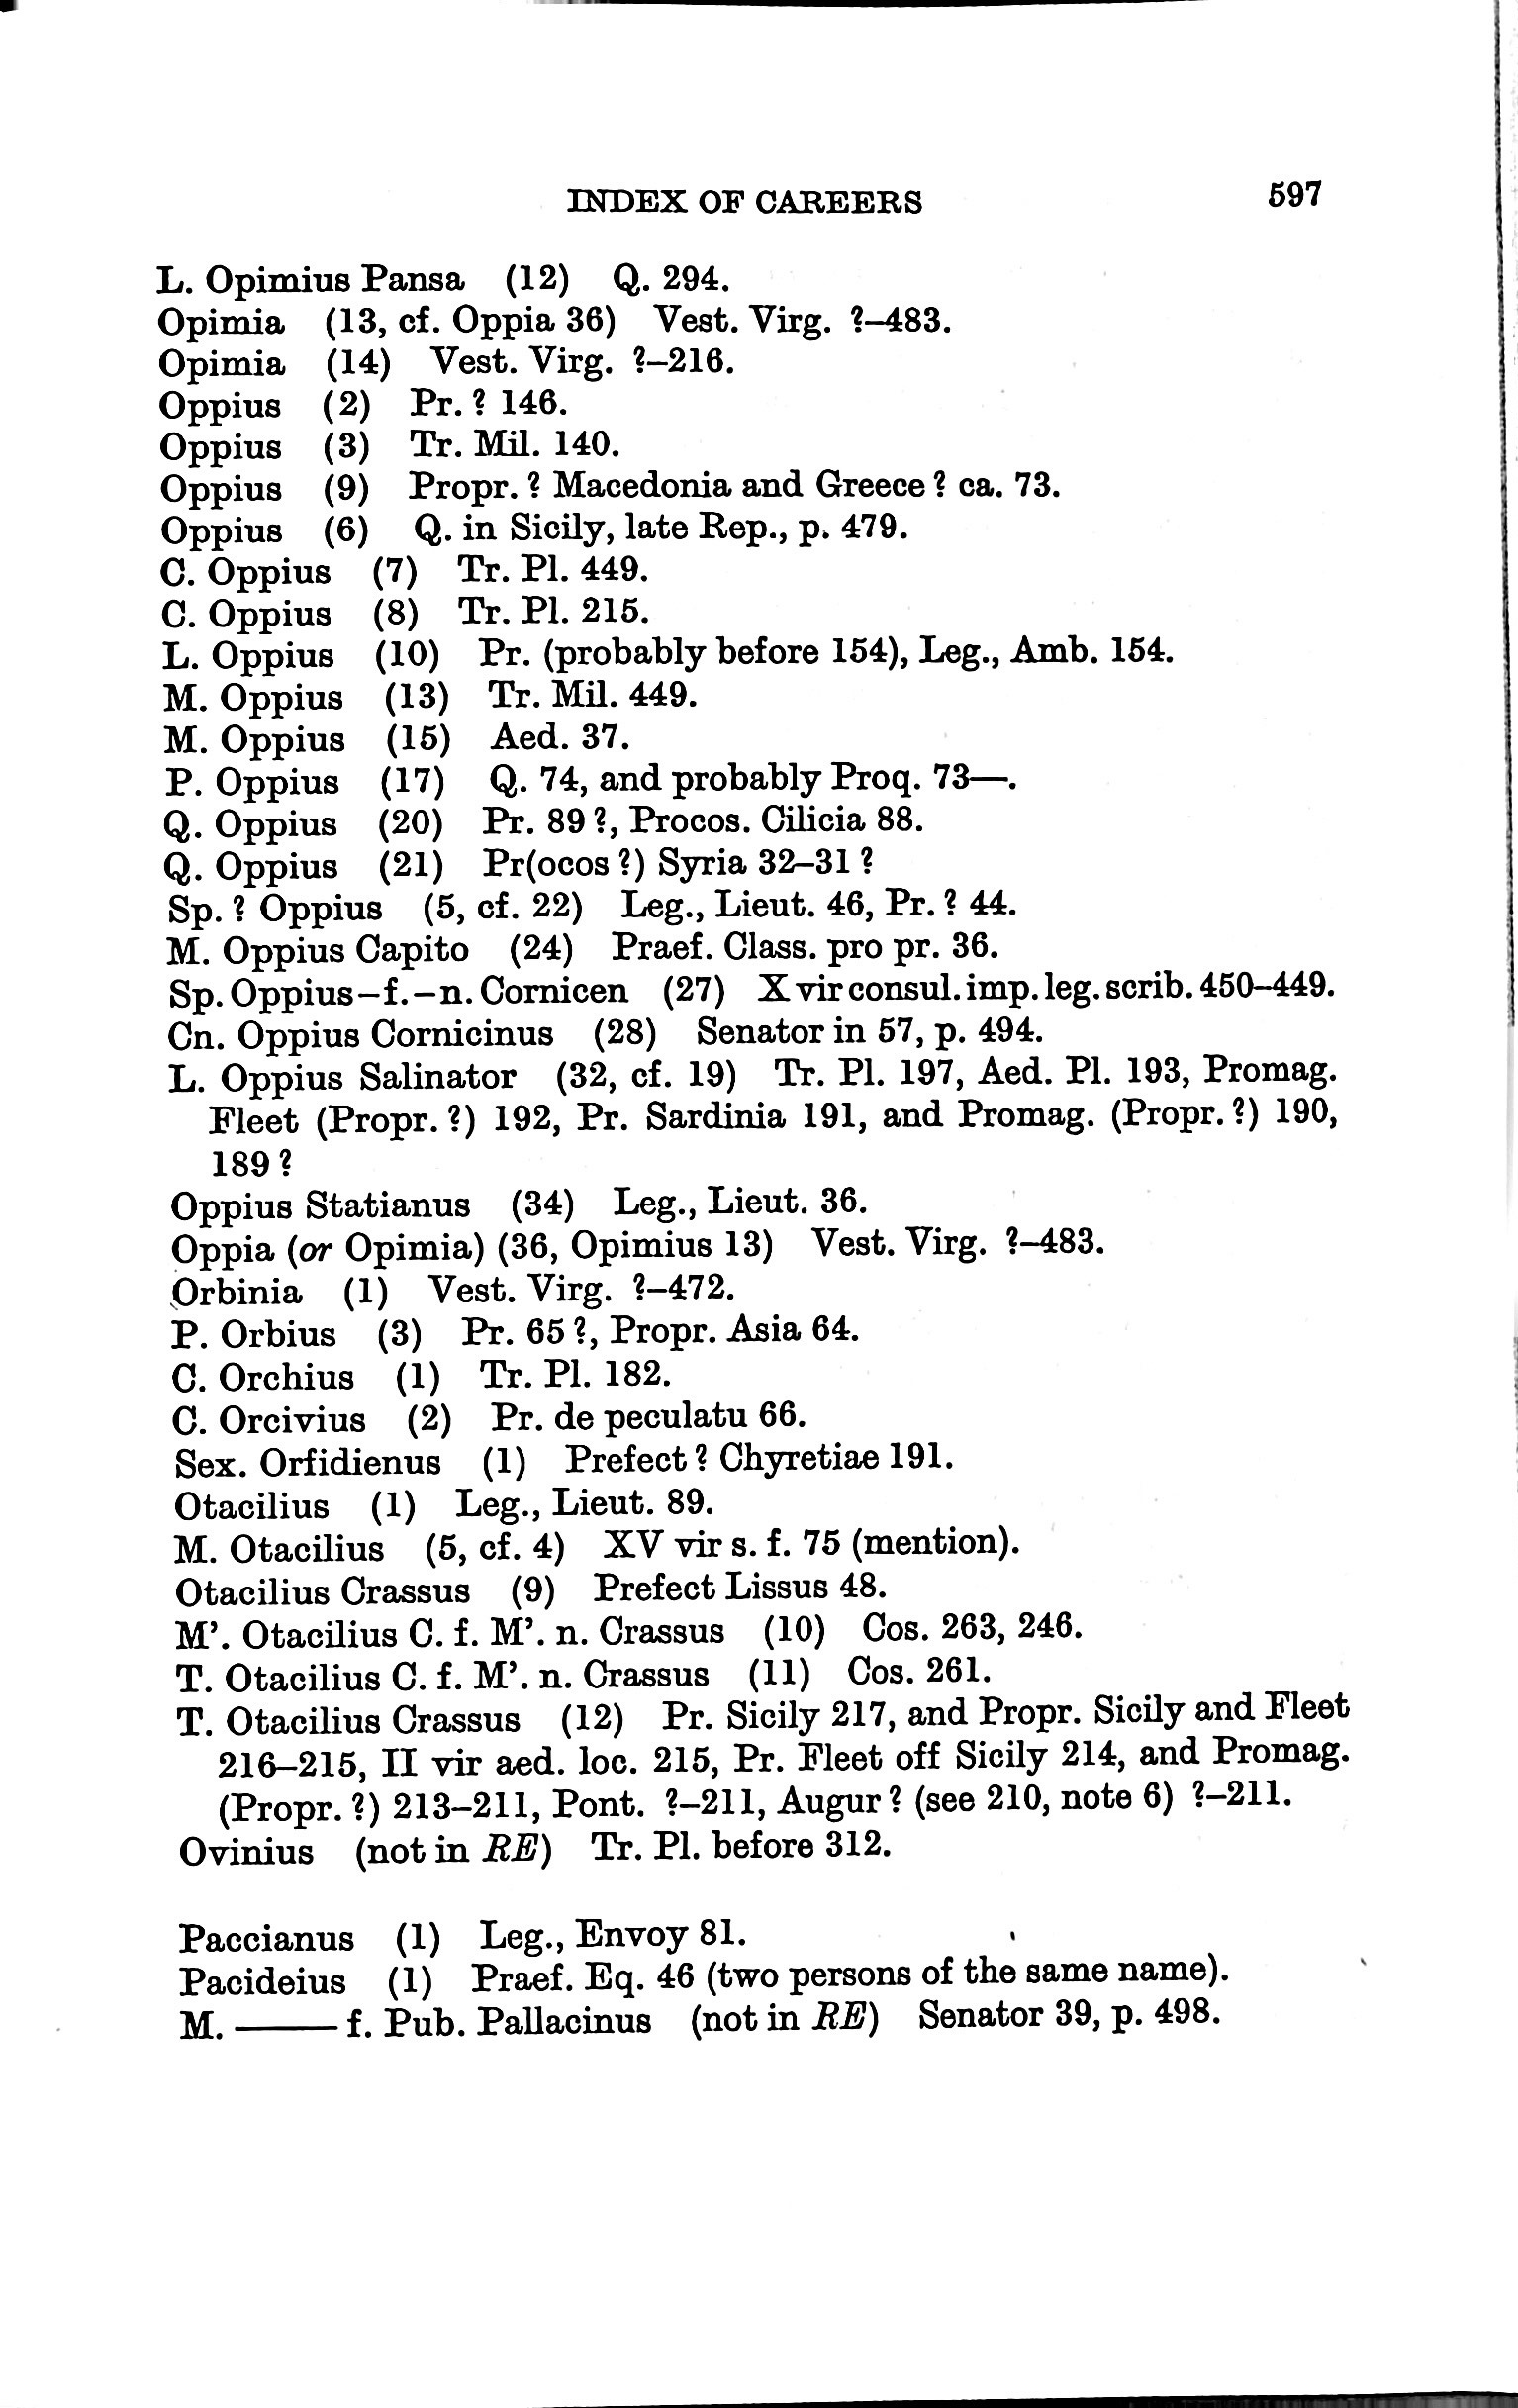 INDEX OF CAREERS 597
L. Opimius Pansa (12) Q. 294.
Opimia (13, cf. Oppia 36) Vest. Virg. ?–483.
Opimia (14) Vest. Virg. ?–216.
Oppius (2) Pr. ? 146.
Oppius (3) Tr. Mil. 140.
Oppius (9) Propr. ? Macedonia and Greece ? ca. 73.
Oppius (6) Q. in Sicily, late Rep., p. 479.
C. Oppius (7) Tr. Pl. 449.
C. Oppius (8) Tr. Pl. 215.
L. Oppius (10) Pr. (probably before 154), Leg., Amb. 154.
M. Oppius (13) Tr. Mil. 449.
M. Oppius (15) Aed. 37.
P. Oppius (17) Q. 74, and probably Proq. 73—.
Q. Oppius (20) Pr. 89 ?, Procos. Cilicia 88.
Q. Oppius (21) Pr(ocos ?) Syria 32–31 ?
Sp. ? Oppius (5, cf. 22) Leg., Lieut. 46, Pr. ? 44.
M. Oppius Capito (24) Praef. Class. pro pr. 36.
Sp. Oppius – f. – n. Cornicen (27) X vir consul. imp. leg. scrib. 450–449.
Cn. Oppius Cornicinus (28) Senator in 57, p. 494.
L. Oppius Salinator (32, cf. 19) Tr. Pl. 197, Aed. Pl. 193, Promag.
Fleet (Propr. ?) 192, Pr. Sardinia 191, and Promag. (Propr. ?) 190,
189 ?
Oppius Statianus (34) Leg., Lieut. 36.
Oppia (or Opimia) (36, Opimius 13) Vest. Virg. ?–483.
Orbinia (1) Vest. Virg. ?–472.
P. Orbius (3) Pr. 65 ?, Propr. Asia 64.
C. Orchius (1) Tr. Pl. 182.
C. Orcivius (2) Pr. de peculatu 66.
Sex. Orfidienus (1) Prefect ? Chyretiae 191.
Otacilius (1) Leg., Lieut. 89.
M. Otacilius (5, cf. 4) XV vir s. f. 75 (mention).
Otacilius Crassus (9) Prefect Lissus 48.
M’. Otacilius C. f. M’. n. Crassus (10) Cos. 263, 246.
T. Otacilius C. f. M’. n. Crassus (11) Cos. 261.
T. Otacilius Crassus (12) Pr. Sicily 217, and Propr. Sicily and Fleet
216–215, II vir aed. loc. 215, Pr. Fleet off Sicily 214, and Promag.
(Propr. ?) 213–211, Pont. ?–211, Augur ? (see 210, note 6) ?–211.
Ovinius (not in RE) Tr. Pl. before 312.
Paccianus (1) Leg., Envoy 81.
Pacideius (1) Praef. Eq. 46 (two persons of the same name).
M. —— f. Pub. Pallacinus (not in RE) Senator 39, p. 498.